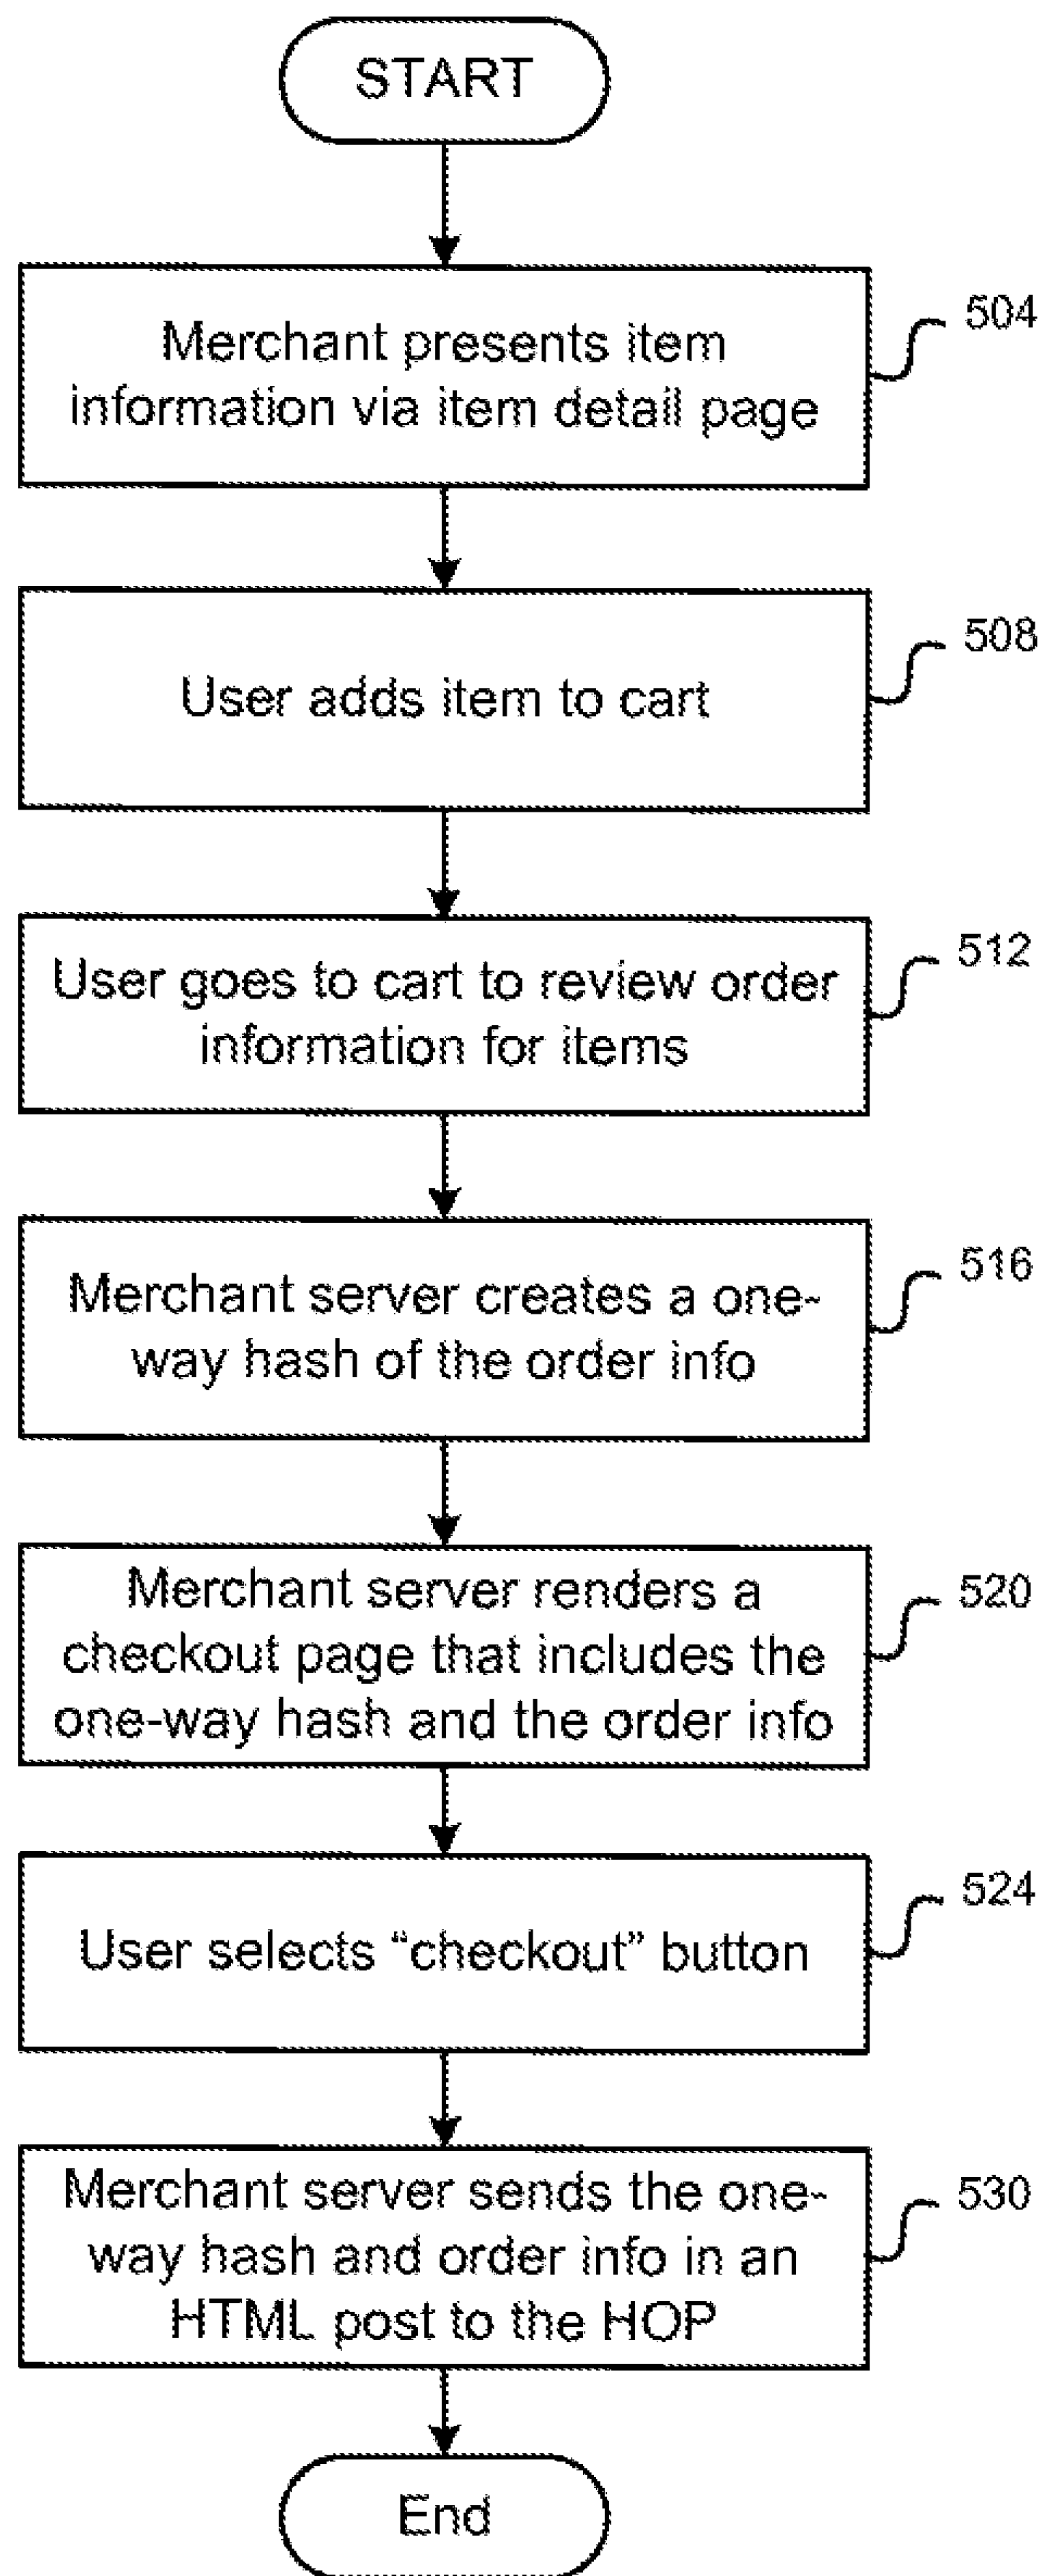 START
Merchant presents item
information via item detail page
504
User adds item to cart
508
User goes to cart to review order
information for items
512
Merchant server creates a one-
way hash of the order info
516
Merchant server renders a
checkout page that includes the
one-way hash and the order info
520
User selects “checkout” button
524
Merchant server sends the one-
way hash and order info in an
HTML post to the HOP
530
End